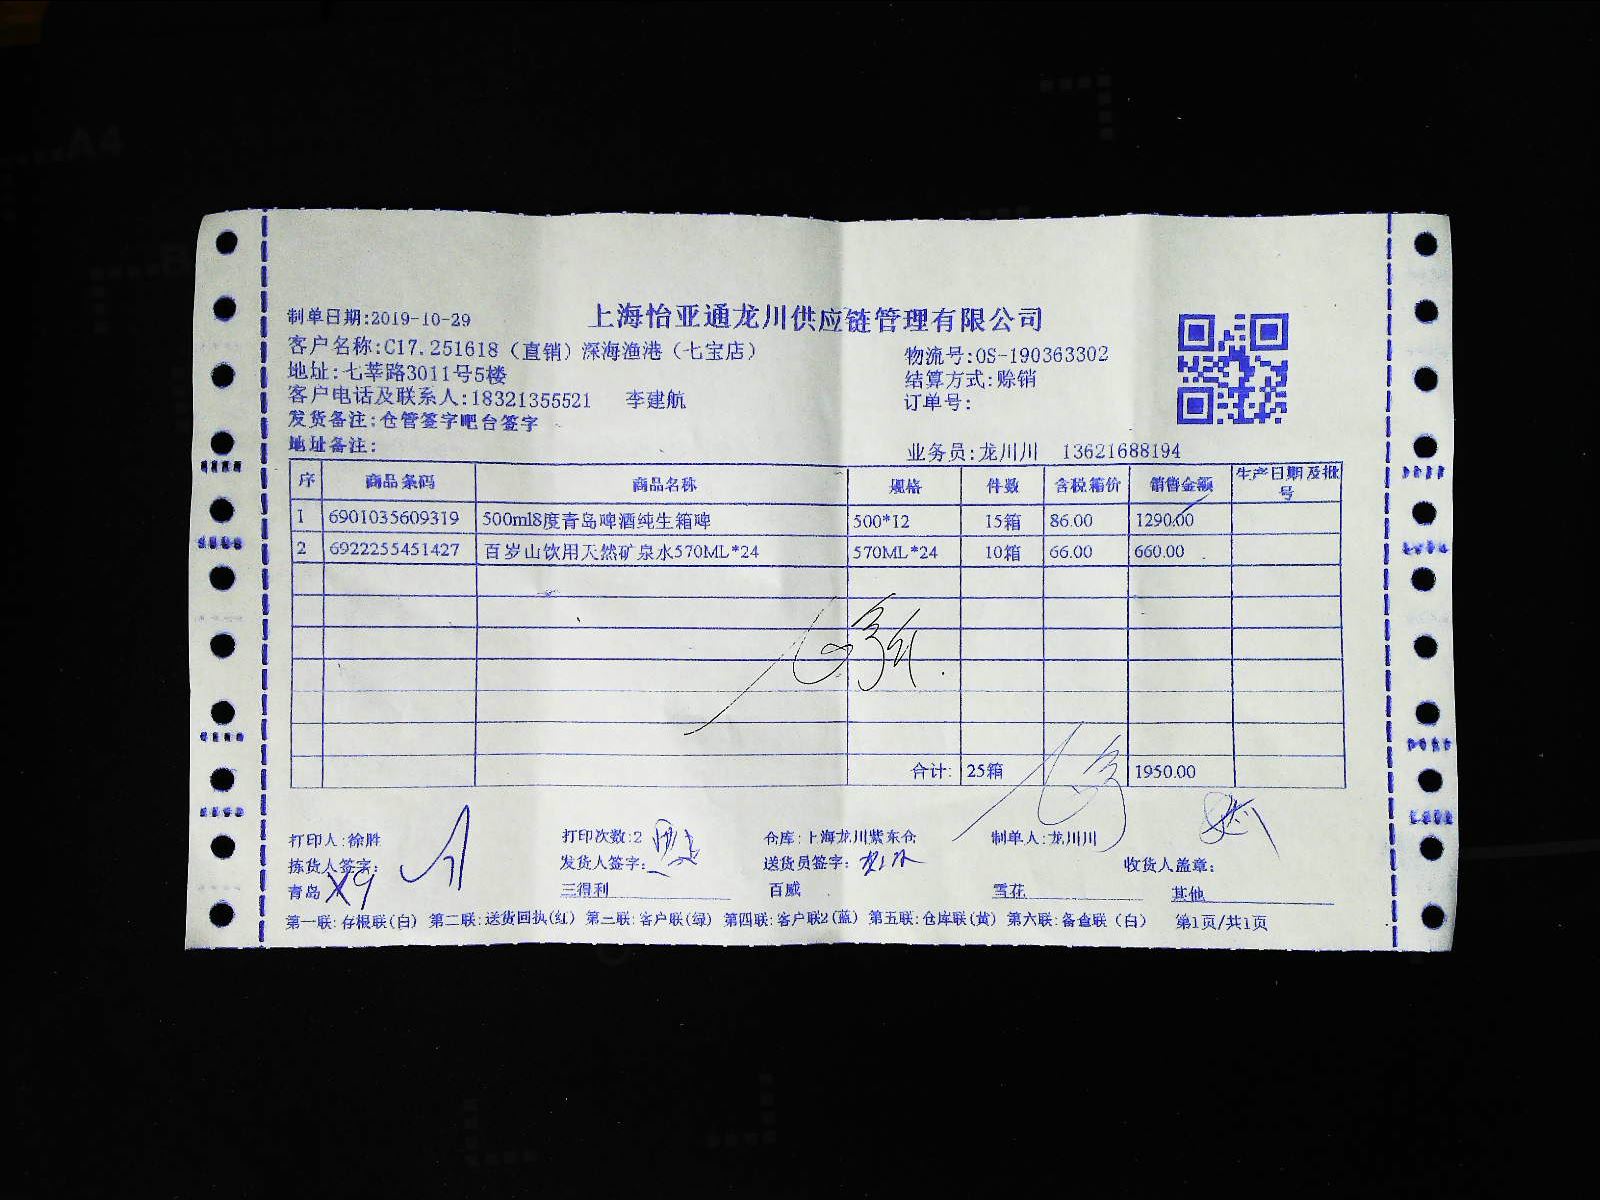 上海怡亚通龙川供应链管理有限公司
制单日期:2019-10-29
客户名称:C17.251618（直销）深海渔港（七宝店） 物流号:OS-190363302
地址:七莘路3011号5楼 结算方式:赊销
客户电话及联系人:18321355521 李建航 订单号:
发货备注:仓管签字吧台签字
地址备注: 业务员:龙川川 13621688194
序 商品条码 商品名称 规格 件数 含税箱价 销售金额 生产日期及批号
1 6901035609319 500ml8度青岛啤酒纯生箱啤 500*12 15箱 86.00 1290.00
2 6922255451427 百岁山饮用天然矿泉水570ML*24 570ML*24 10箱 66.00 660.00
合计: 25箱 1950.00
打印人:徐胜 打印次数:2 仓库:上海龙川紫东仓 制单人:龙川川
拣货人签字: 发货人签字: 送货员签字: 收货人盖章:
青岛 X9 三得利 百威 雪花 其他
第一联:存根联(白) 第二联:送货回执(红) 第三联:客户联(绿) 第四联:客户联2(蓝) 第五联:仓库联(黄) 第六联:备查联（白） 第1页/共1页